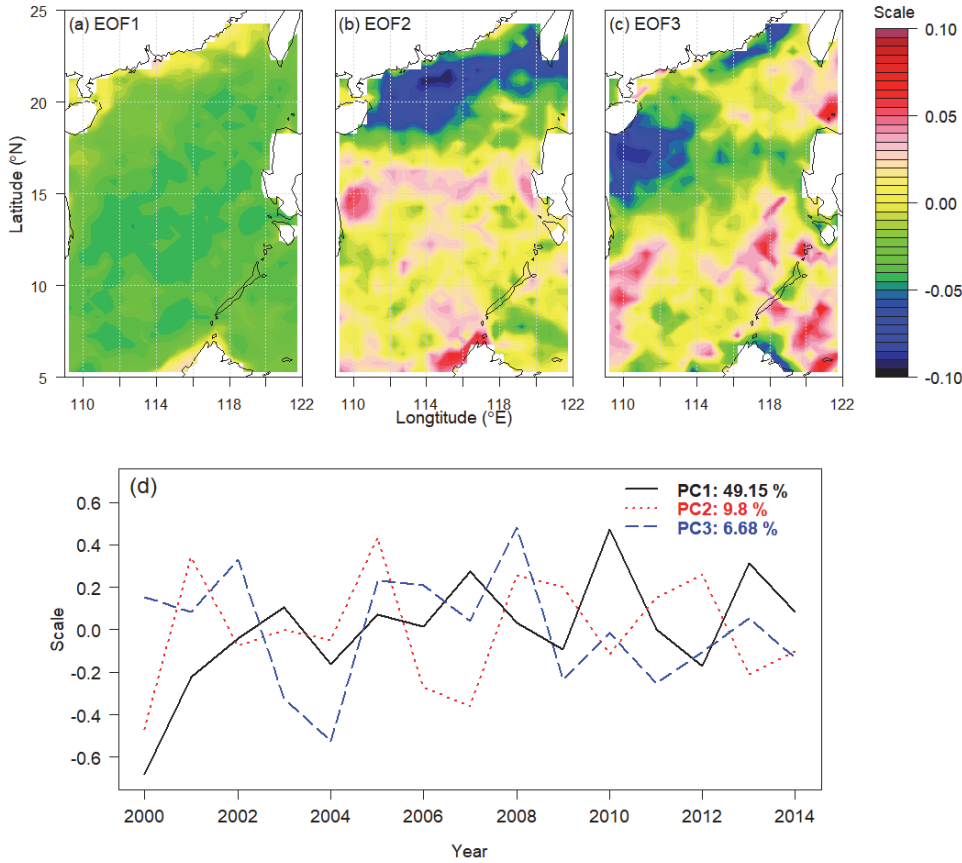 (a) EOF1 (b) EOF2 (c) EOF3 Scale
25
20
15
10
5
Latitude (°N)
110 114 118 122 110 114 118 122 110 114 118 122
Longtitude (°E)
0.10
0.05
0.00
-0.05
-0.10
(d)
PC1: 49.15 %
PC2: 9.8 %
PC3: 6.68 %
0.6
0.4
0.2
0.0
-0.2
-0.4
-0.6
Scale
2000 2002 2004 2006 2008 2010 2012 2014
Year